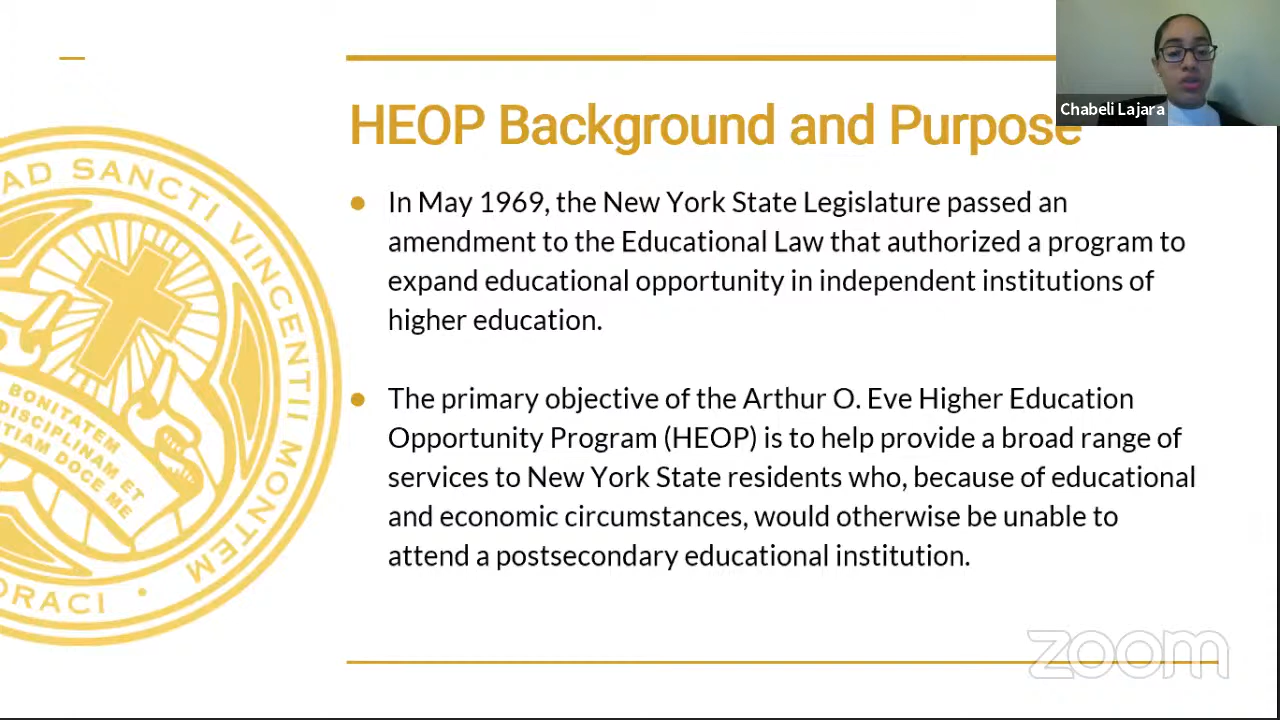 HEOP Background and Purpose
Chabeli Lajara
In May 1969, the New York State Legislature passed an
amendment to the Educational Law that authorized a program to
expand educational opportunity in independent institutions of
higher education.
The primary objective of the Arthur O. Eve Higher Education
Opportunity Program (HEOP) is to help provide a broad range of
services to New York State residents who, because of educational
and economic circumstances, would otherwise be unable to
attend a postsecondary educational institution.
AD SANCTI VINCENTII MONTEM
BONITATEM
DISCIPLINAM ET
DOCE ME
zoom